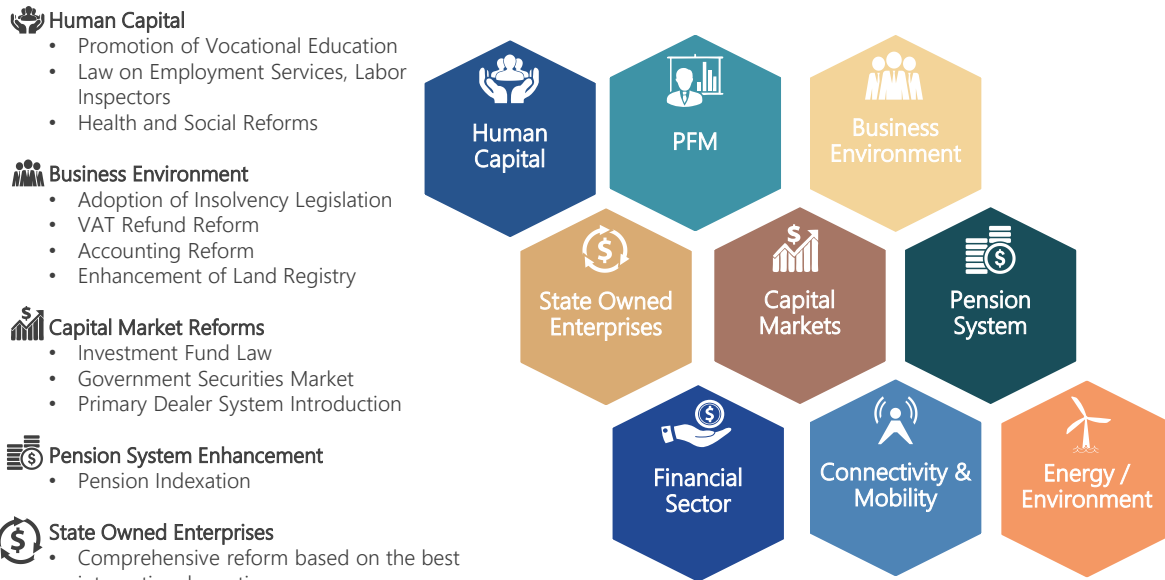 Human Capital
• Promotion of Vocational Education
• Law on Employment Services, Labor
Inspectors
• Health and Social Reforms
Business Environment
• Adoption of Insolvency Legislation
• VAT Refund Reform
• Accounting Reform
• Enhancement of Land Registry
Capital Market Reforms
• Investment Fund Law
• Government Securities Market
• Primary Dealer System Introduction
Pension System Enhancement
• Pension Indexation
State Owned Enterprises
• Comprehensive reform based on the best
Human
Capital
PFM
Business
Environment
State Owned
Enterprises
Capital
Markets
Pension
System
Financial
Sector
Connectivity &
Mobility
Energy /
Environment